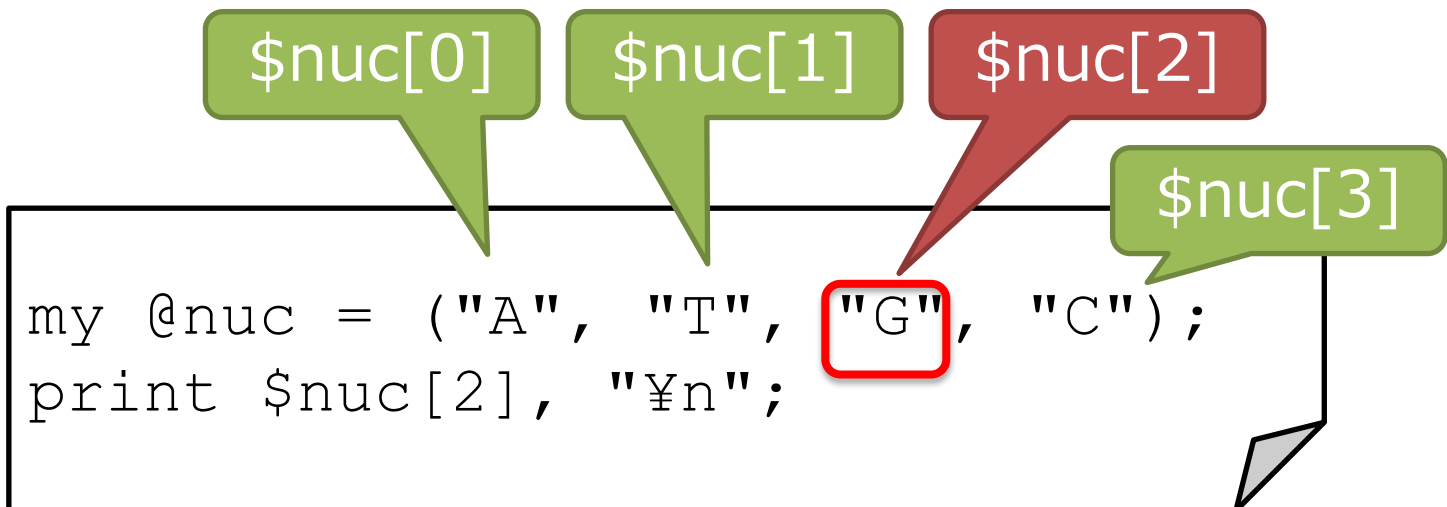 $nuc[0] $nuc[1] $nuc[2]
$nuc[3]
my @nuc = ("A", "T", "G", "C");
print $nuc[2], "¥n";